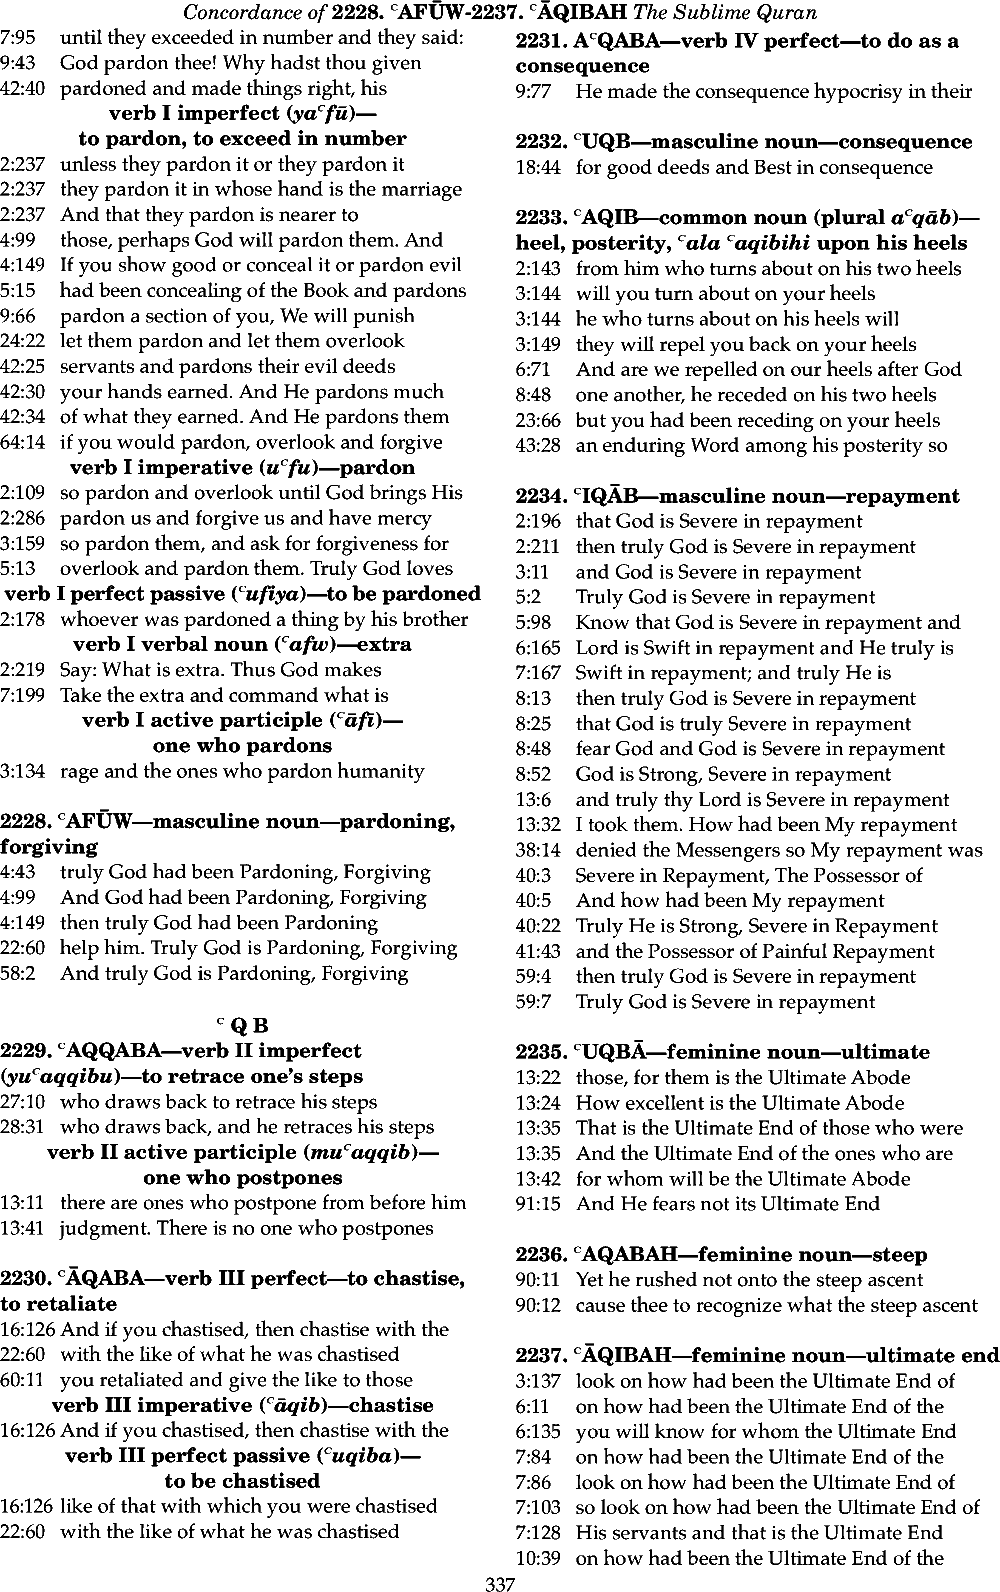 Concordance of 2228. ᶜAFŪW-2237. ᶜĀQIBAH The Sublime Quran
7:95 until they exceeded in number and they said:
9:43 God pardon thee! Why hadst thou given
42:40 pardoned and made things right, his
verb I imperfect (yaᶜfū)—
to pardon, to exceed in number
2:237 unless they pardon it or they pardon it
2:237 they pardon it in whose hand is the marriage
2:237 And that they pardon is nearer to
4:99 those, perhaps God will pardon them. And
4:149 If you show good or conceal it or pardon evil
5:15 had been concealing of the Book and pardons
9:66 pardon a section of you, We will punish
24:22 let them pardon and let them overlook
42:25 servants and pardons their evil deeds
42:30 your hands earned. And He pardons much
42:34 of what they earned. And He pardons them
64:14 if you would pardon, overlook and forgive
verb I imperative (uᶜfu)—pardon
2:109 so pardon and overlook until God brings His
2:286 pardon us and forgive us and have mercy
3:159 so pardon them, and ask for forgiveness for
5:13 overlook and pardon them. Truly God loves
verb I perfect passive (ᶜufiya)—to be pardoned
2:178 whoever was pardoned a thing by his brother
verb I verbal noun (ᶜafw)—extra
2:219 Say: What is extra. Thus God makes
7:199 Take the extra and command what is
verb I active participle (ᶜāfī)—
one who pardons
3:134 rage and the ones who pardon humanity
2228. ᶜAFŪW—masculine noun—pardoning,
forgiving
4:43 truly God had been Pardoning, Forgiving
4:99 And God had been Pardoning, Forgiving
4:149 then truly God had been Pardoning
22:60 help him. Truly God is Pardoning, Forgiving
58:2 And truly God is Pardoning, Forgiving
ᶜ Q B
2229. ᶜAQQABA—verb II imperfect
(yuᶜaqqibu)—to retrace one's steps
27:10 who draws back to retrace his steps
28:31 who draws back, and he retraces his steps
verb II active participle (muᶜaqqib)—
one who postpones
13:11 there are ones who postpone from before him
13:41 judgment. There is no one who postpones
2230. ᶜĀQABA—verb III perfect—to chastise,
to retaliate
16:126 And if you chastised, then chastise with the
22:60 with the like of what he was chastised
60:11 you retaliated and give the like to those
verb III imperative (ᶜāqib)—chastise
16:126 And if you chastised, then chastise with the
verb III perfect passive (ᶜuqiba)—
to be chastised
16:126 like of that with which you were chastised
22:60 with the like of what he was chastised
2231. AᶜQABA—verb IV perfect—to do as a
consequence
9:77 He made the consequence hypocrisy in their
2232. ᶜUQB—masculine noun—consequence
18:44 for good deeds and Best in consequence
2233. ᶜAQIB—common noun (plural aᶜqāb)—
heel, posterity, ᶜala ᶜaqibihi upon his heels
2:143 from him who turns about on his two heels
3:144 will you turn about on your heels
3:144 he who turns about on his heels will
3:149 they will repel you back on your heels
6:71 And are we repelled on our heels after God
8:48 one another, he receded on his two heels
23:66 but you had been receding on your heels
43:28 an enduring Word among his posterity so
2234. ᶜIQĀB—masculine noun—repayment
2:196 that God is Severe in repayment
2:211 then truly God is Severe in repayment
3:11 and God is Severe in repayment
5:2 Truly God is Severe in repayment
5:98 Know that God is Severe in repayment and
6:165 Lord is Swift in repayment and He truly is
7:167 Swift in repayment; and truly He is
8:13 then truly God is Severe in repayment
8:25 that God is truly Severe in repayment
8:48 fear God and God is Severe in repayment
8:52 God is Strong, Severe in repayment
13:6 and truly thy Lord is Severe in repayment
13:32 I took them. How had been My repayment
38:14 denied the Messengers so My repayment was
40:3 Severe in Repayment, The Possessor of
40:5 And how had been My repayment
40:22 Truly He is Strong, Severe in Repayment
41:43 and the Possessor of Painful Repayment
59:4 then truly God is Severe in repayment
59:7 Truly God is Severe in repayment
2235. ᶜUQBĀ—feminine noun—ultimate
13:22 those, for them is the Ultimate Abode
13:24 How excellent is the Ultimate Abode
13:35 That is the Ultimate End of those who were
13:35 And the Ultimate End of the ones who are
13:42 for whom will be the Ultimate Abode
91:15 And He fears not its Ultimate End
2236. ᶜAQABAH—feminine noun—steep
90:11 Yet he rushed not onto the steep ascent
90:12 cause thee to recognize what the steep ascent
2237. ᶜĀQIBAH—feminine noun—ultimate end
3:137 look on how had been the Ultimate End of
6:11 on how had been the Ultimate End of the
6:135 you will know for whom the Ultimate End
7:84 on how had been the Ultimate End of the
7:86 look on how had been the Ultimate End of
7:103 so look on how had been the Ultimate End of
7:128 His servants and that is the Ultimate End
10:39 on how had been the Ultimate End of the
337